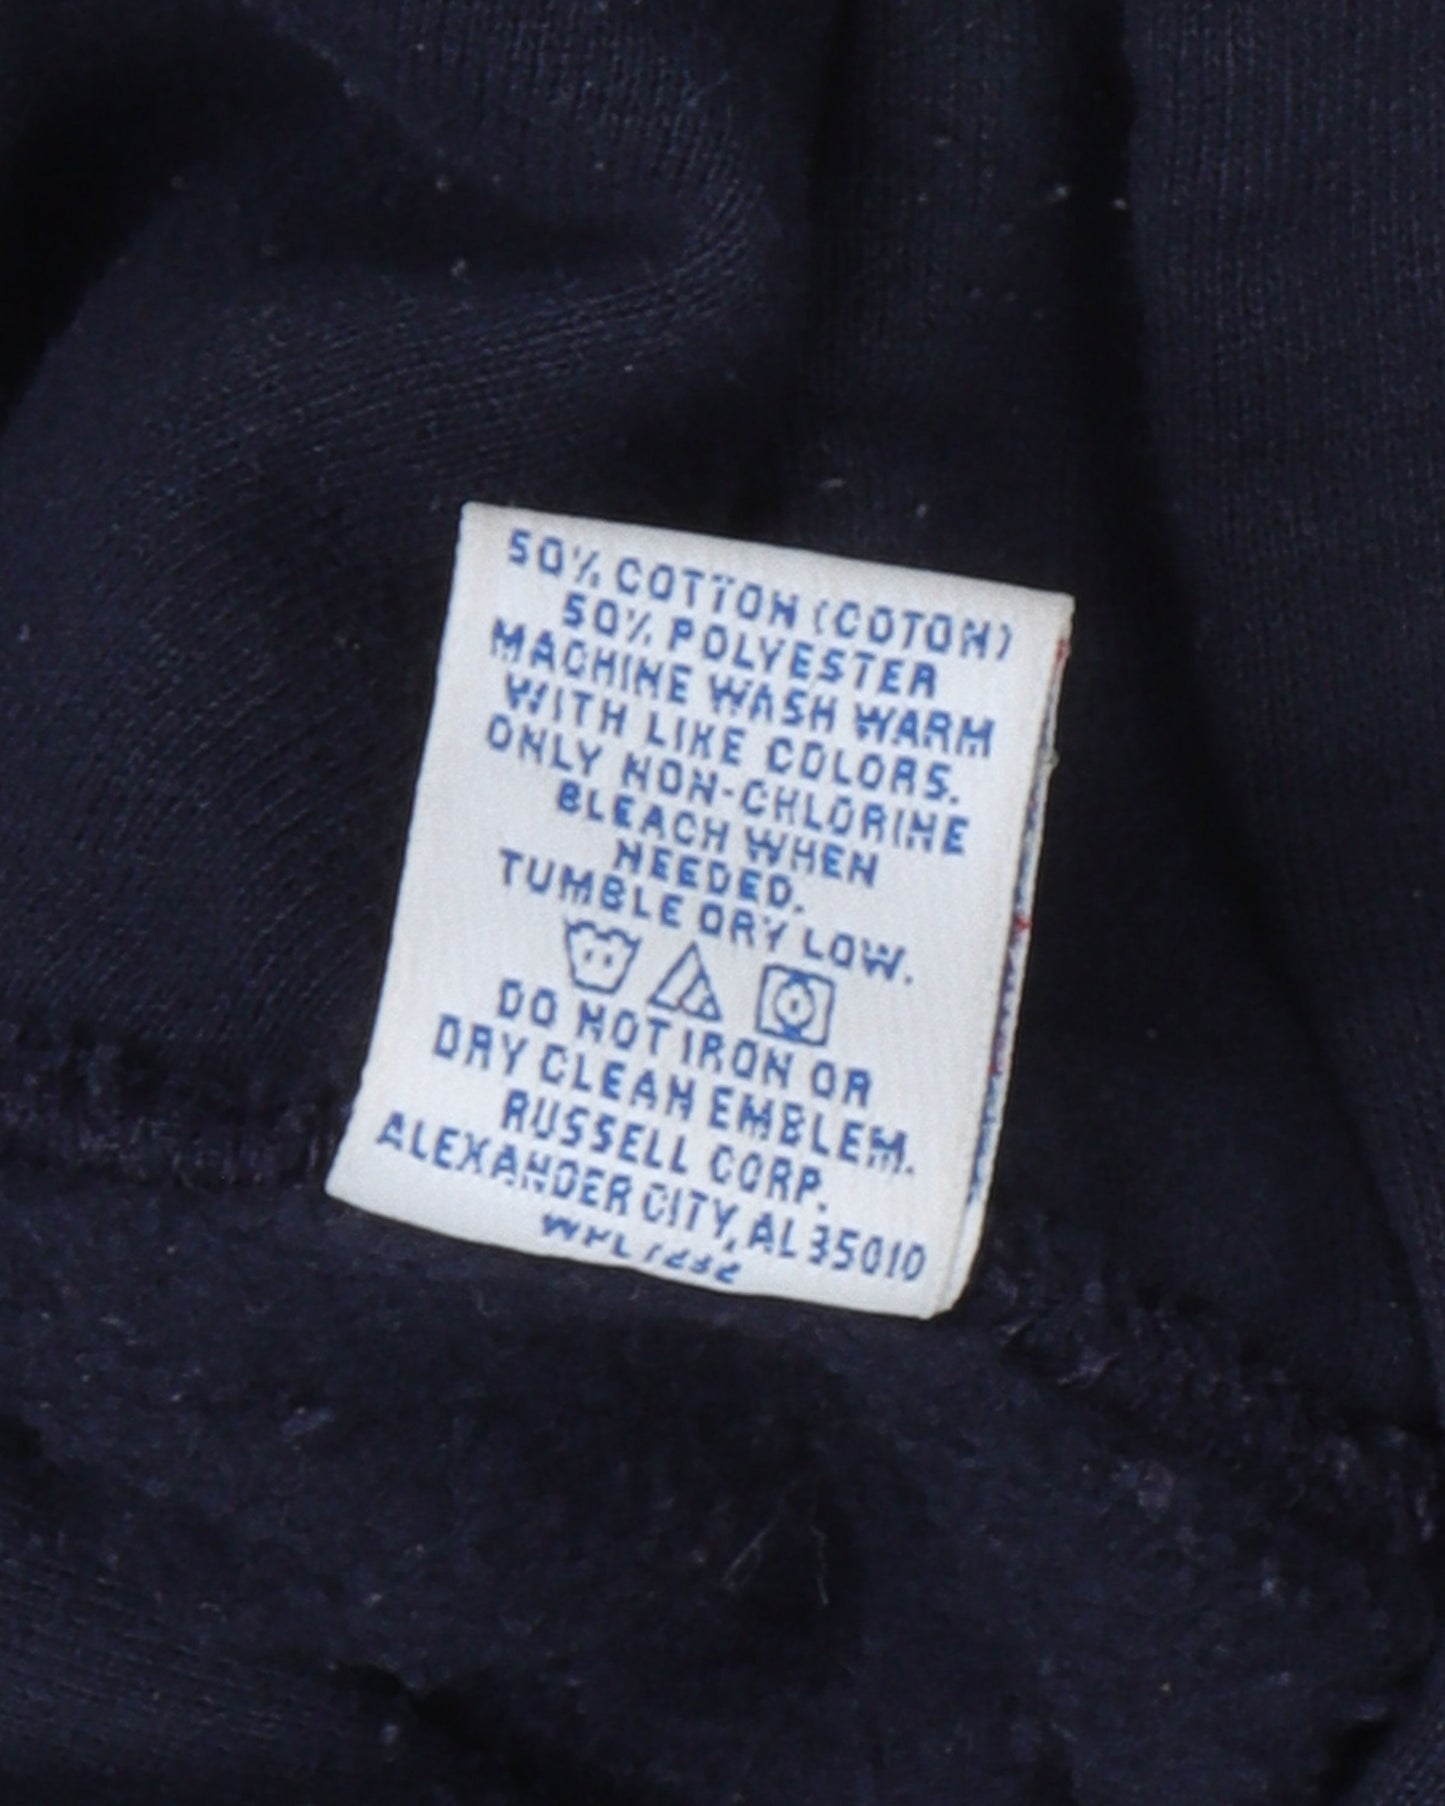 50% COTTON (COTON)
50% POLYESTER
MACHINE WASH WARM
WITH LIKE COLORS.
ONLY NON-CHLORINE
BLEACH WHEN
NEEDED.
TUMBLE DRY LOW.
DO NOT IRON OR
DRY CLEAN EMBLEM.
RUSSELL CORP.
ALEXANDER CITY, AL 35010